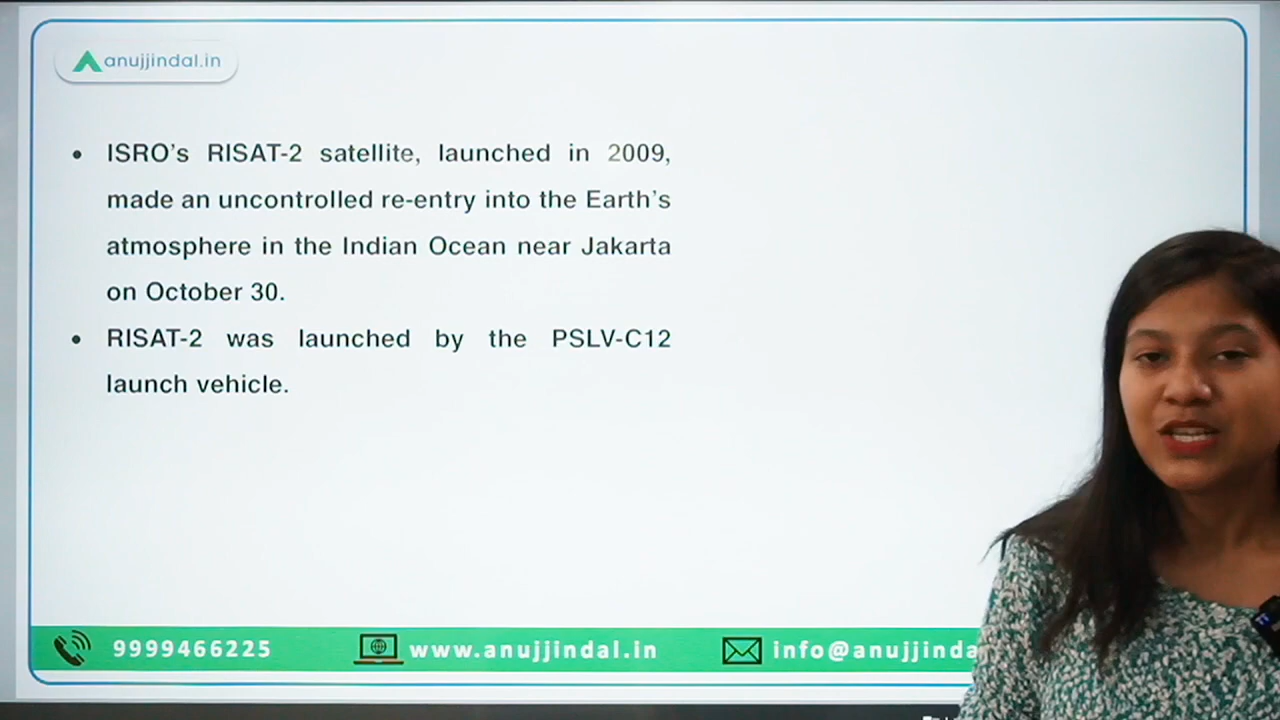 anujjindal.in
ISRO's RISAT-2 satellite, launched in 2009,
made an uncontrolled re-entry into the Earth's
atmosphere in the Indian Ocean near Jakarta
on October 30.
RISAT-2 was launched by the PSLV-C12
launch vehicle.
9999466225 www.anujjindal.in info@anujjinda